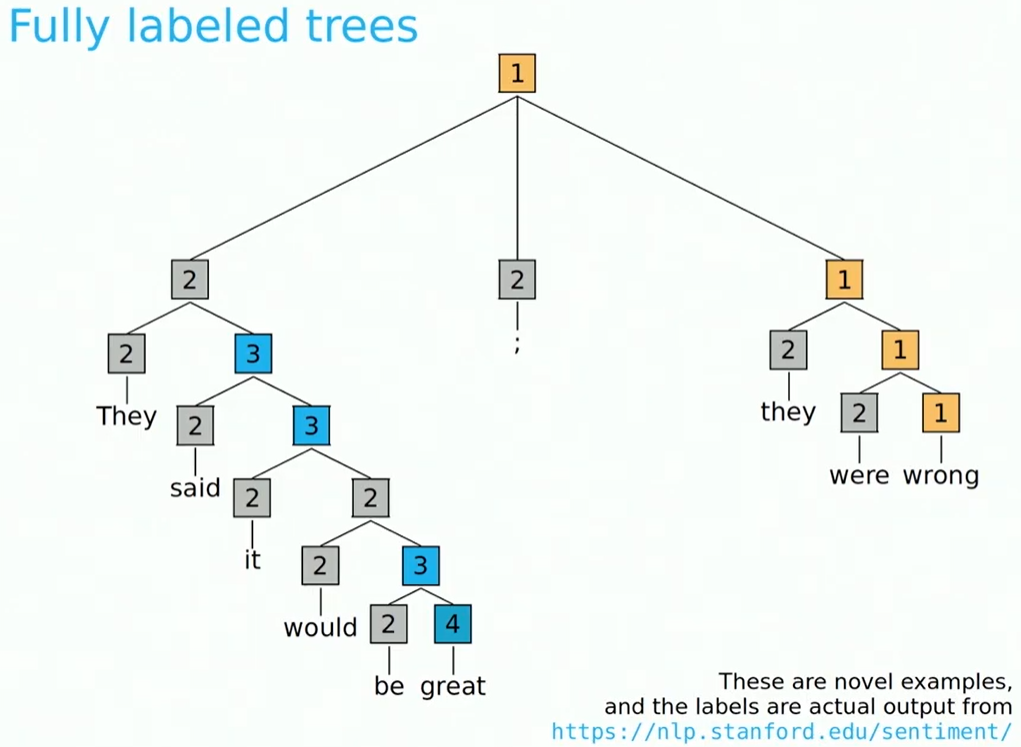 Fully labeled trees
1
2 2 1
;
2 3 2 1
They they
2 3 2 1
said were wrong
2 2
it
2 3
would
2 4
be great
These are novel examples,
and the labels are actual output from
https://nlp.stanford.edu/sentiment/